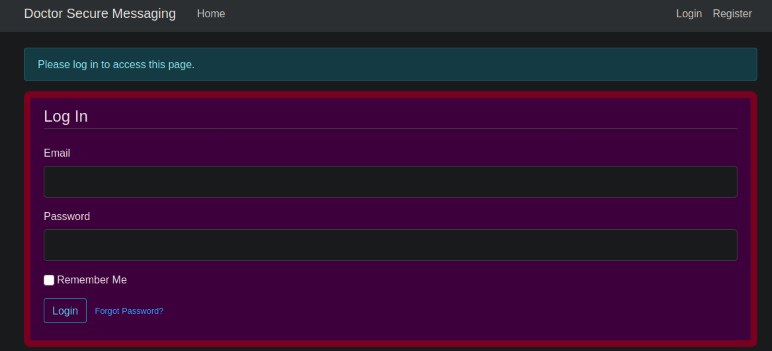 Doctor Secure Messaging Home Login Register
Please log in to access this page.
Log In
Email
Password
Remember Me
Login Forgot Password?